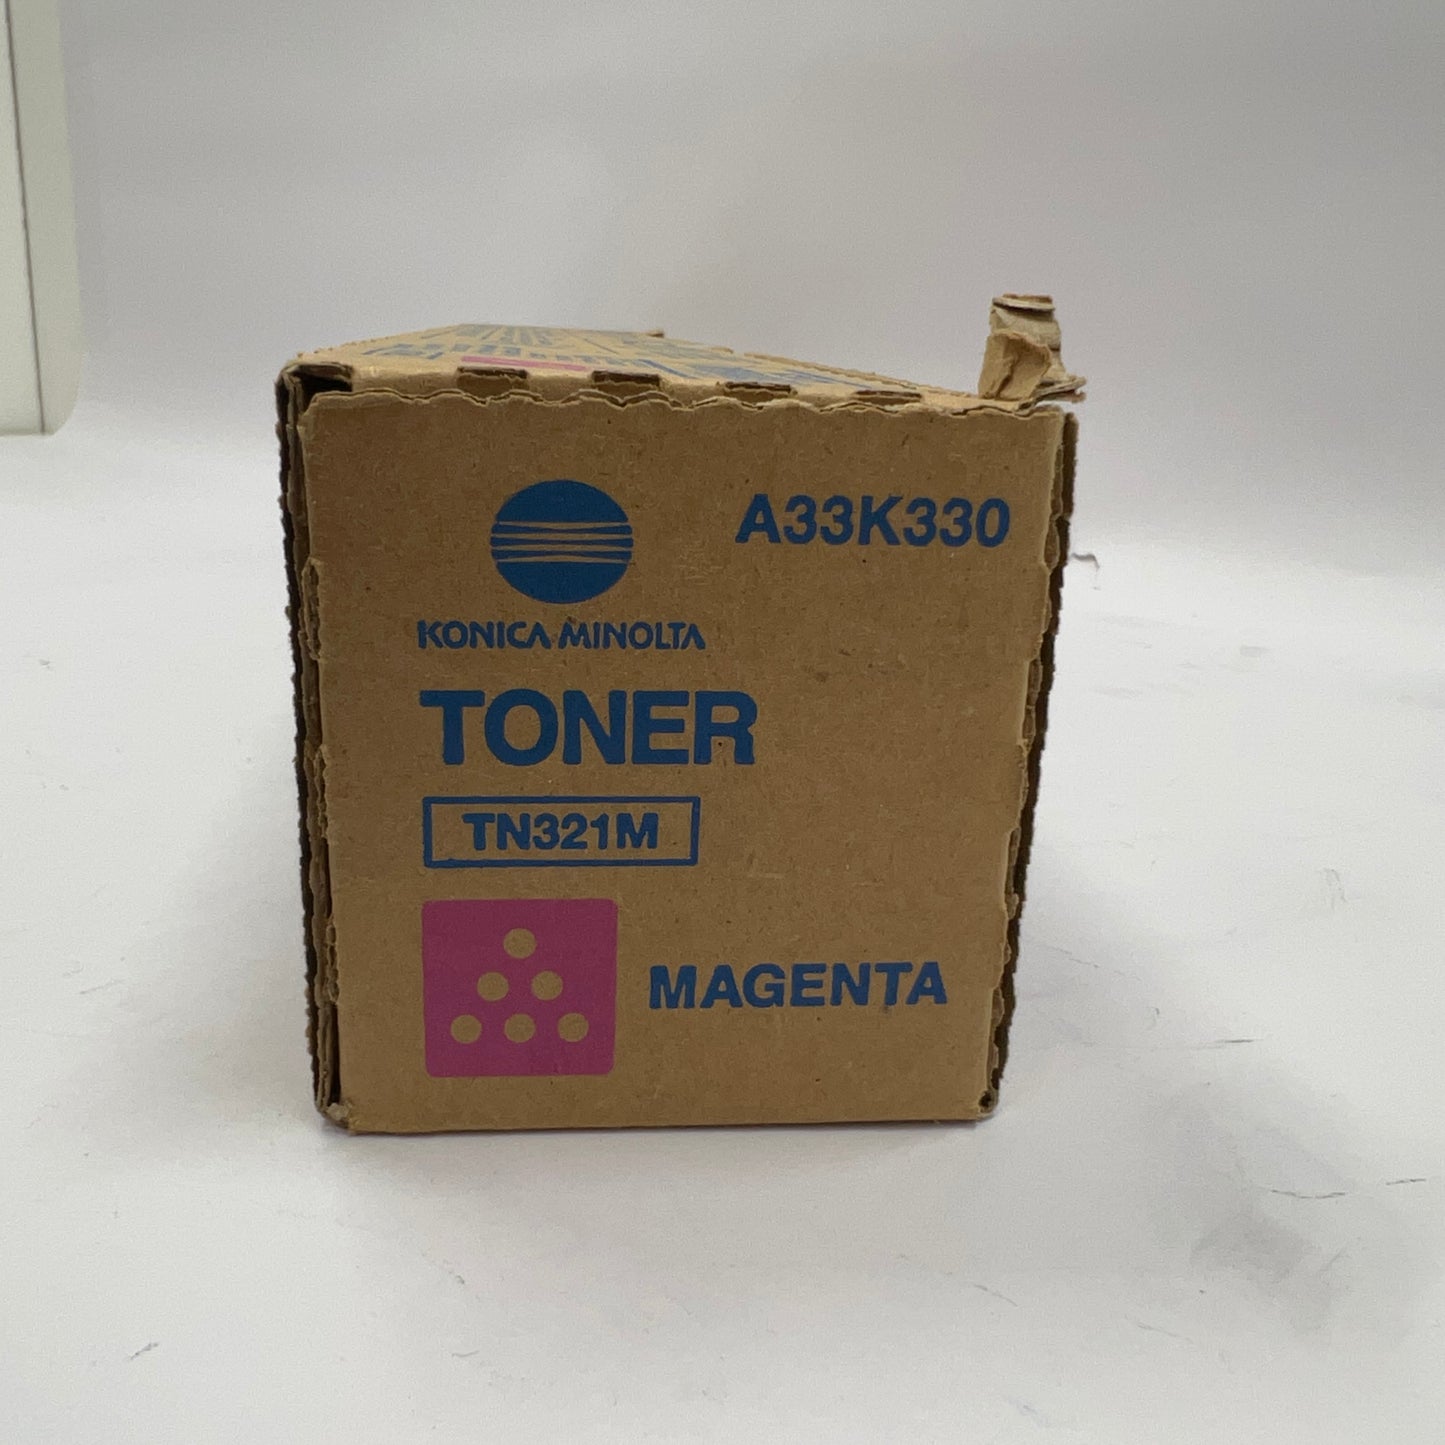 A33K330
KONICA MINOLTA
TONER
TN321M
MAGENTA